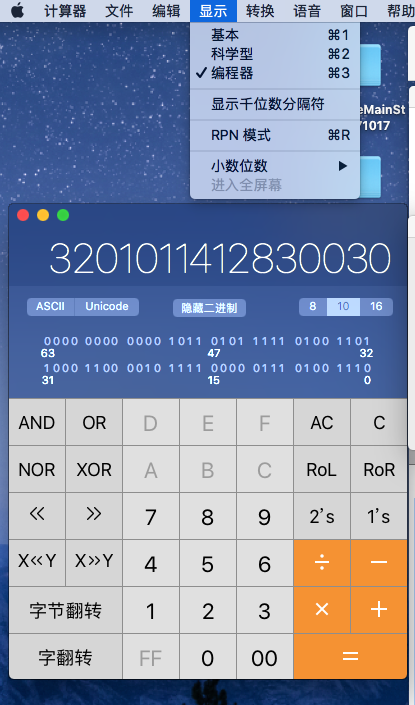 计算器 文件 编辑 显示 转换 语音 窗口 帮助
基本 ⌘1
科学型 ⌘2
✓编程器 ⌘3
显示千位数分隔符
RPN 模式 ⌘R
小数位数 ▶
进入全屏幕
eMainSt
1017
3201011412830030
ASCII Unicode 隐藏二进制 8 10 16
0000 0000 0000 1011 0101 1111 0100 1101
63 47 32
1000 1100 0010 1111 0000 0111 0100 1110
31 15 0
AND OR D E F AC C
NOR XOR A B C RoL RoR
« » 7 8 9 2's 1's
X«Y X»Y 4 5 6 ÷ −
字节翻转 1 2 3 × +
字翻转 FF 0 00 =